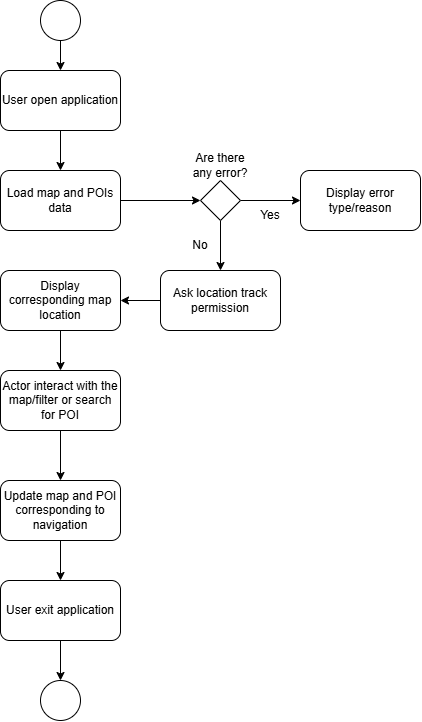 User open application
Are there
any error?
Load map and POIs
data
Display error
type/reason
Yes
No
Display
corresponding map
location
Ask location track
permission
Actor interact with the
map/filter or search
for POI
Update map and POI
corresponding to
navigation
User exit application